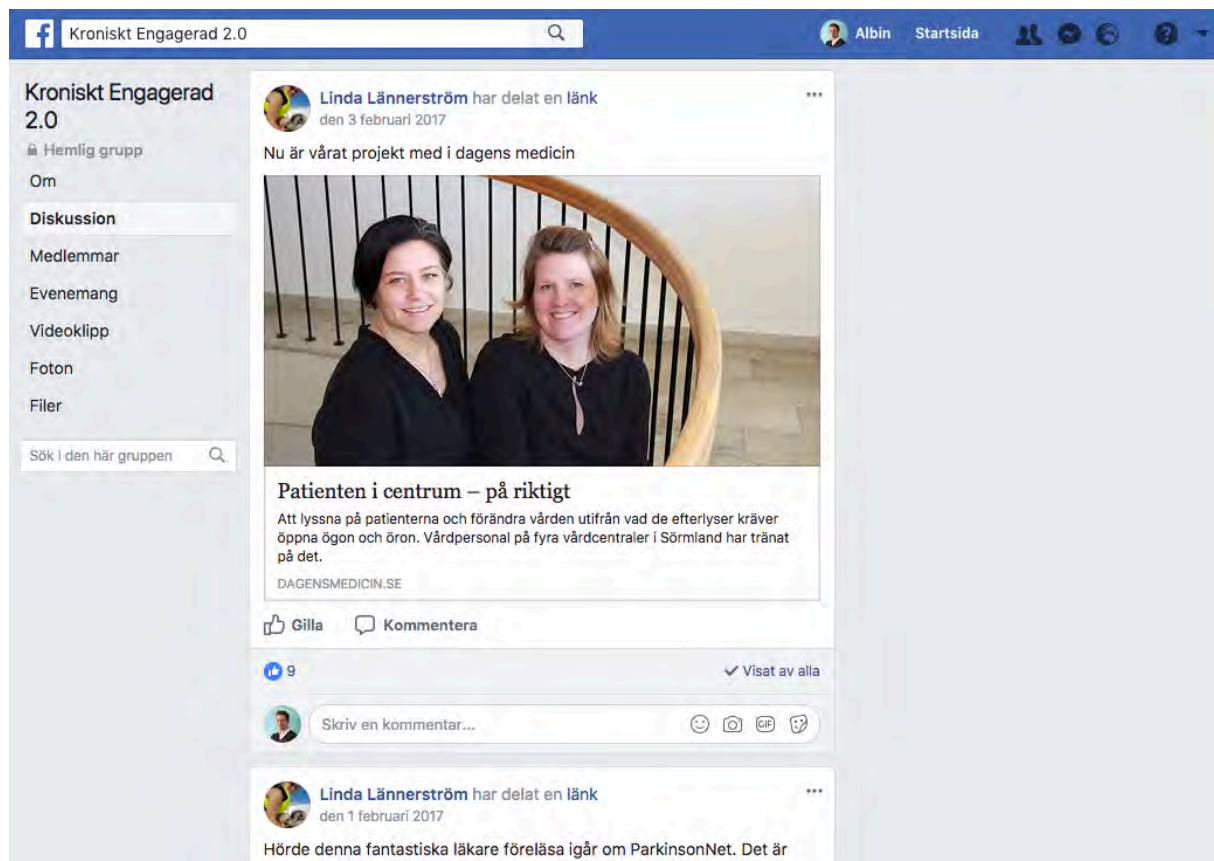 Kroniskt Engagerad 2.0
Albin Startsida
Kroniskt Engagerad
2.0
Hemlig grupp
Om
Diskussion
Medlemmar
Evenemang
Videoklipp
Foton
Filer
Sök i den här gruppen
Linda Lännerström har delat en länk
den 3 februari 2017
Nu är vårat projekt med i dagens medicin
Patienten i centrum – på riktigt
Att lyssna på patienterna och förändra vården utifrån vad de efterlyser kräver
öppna ögon och öron. Vårdpersonal på fyra vårdcentraler i Sörmland har tränat
på det.
DAGENSMEDICIN.SE
Gilla Kommentera
9 Visat av alla
Skriv en kommentar...
GIF
Linda Lännerström har delat en länk
den 1 februari 2017
Hörde denna fantastiska läkare föreläsa igår om ParkinsonNet. Det är